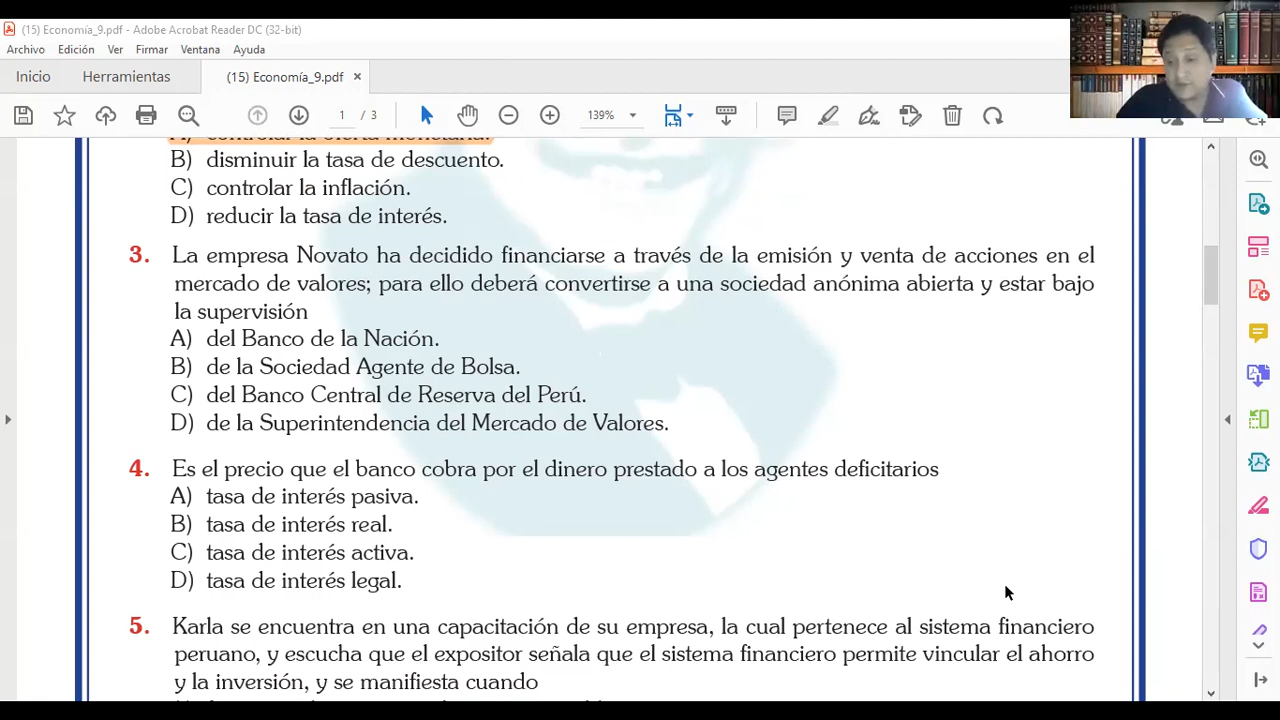 (15) Economía_9.pdf - Adobe Acrobat Reader DC (32-bit)
Archivo Edición Ver Firmar Ventana Ayuda
Inicio Herramientas (15) Economía_9.pdf ×
1 / 3 139%
A) controlar la oferta monetaria.
B) disminuir la tasa de descuento.
C) controlar la inflación.
D) reducir la tasa de interés.
3. La empresa Novato ha decidido financiarse a través de la emisión y venta de acciones en el
mercado de valores; para ello deberá convertirse a una sociedad anónima abierta y estar bajo
la supervisión
A) del Banco de la Nación.
B) de la Sociedad Agente de Bolsa.
C) del Banco Central de Reserva del Perú.
D) de la Superintendencia del Mercado de Valores.
4. Es el precio que el banco cobra por el dinero prestado a los agentes deficitarios
A) tasa de interés pasiva.
B) tasa de interés real.
C) tasa de interés activa.
D) tasa de interés legal.
5. Karla se encuentra en una capacitación de su empresa, la cual pertenece al sistema financiero
peruano, y escucha que el expositor señala que el sistema financiero permite vincular el ahorro
y la inversión, y se manifiesta cuando